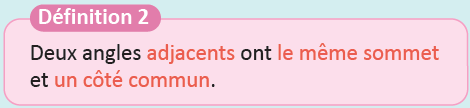 Définition 2
Deux angles adjacents ont le même sommet
et un côté commun.